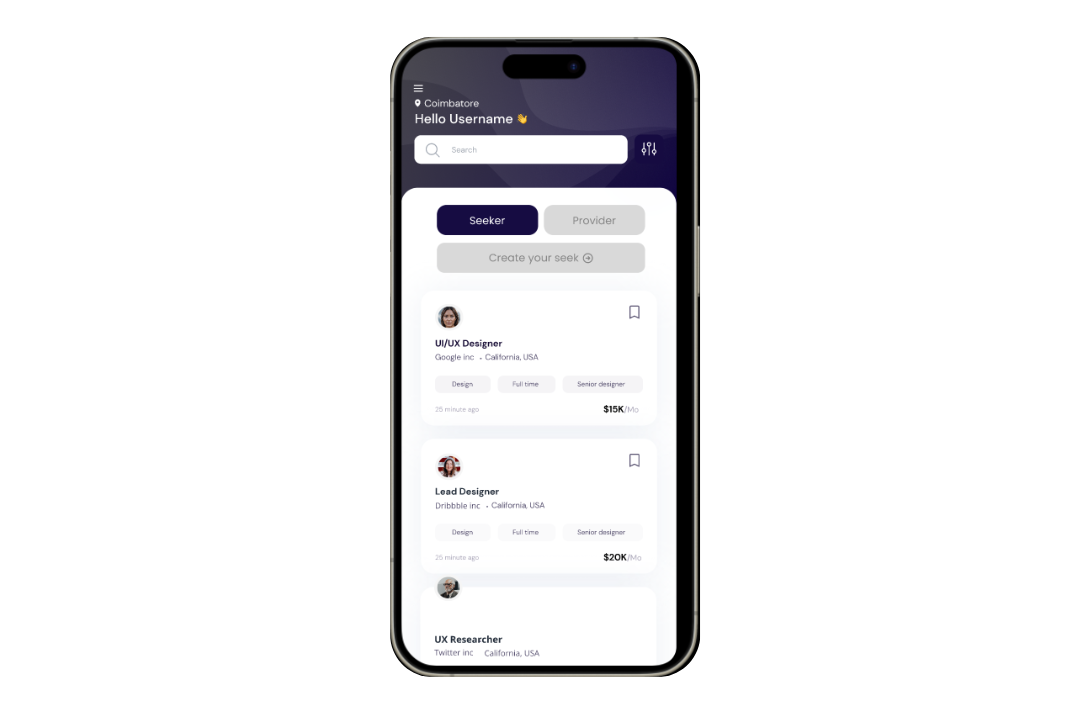 Coimbatore
Hello Username 👋
Search
Seeker Provider
Create your seek
UI/UX Designer
Google inc . California, USA
Design Full time Senior designer
25 minute ago $15K/Mo
Lead Designer
Dribbble inc . California, USA
Design Full time Senior designer
25 minute ago $20K/Mo
UX Researcher
Twitter inc California, USA